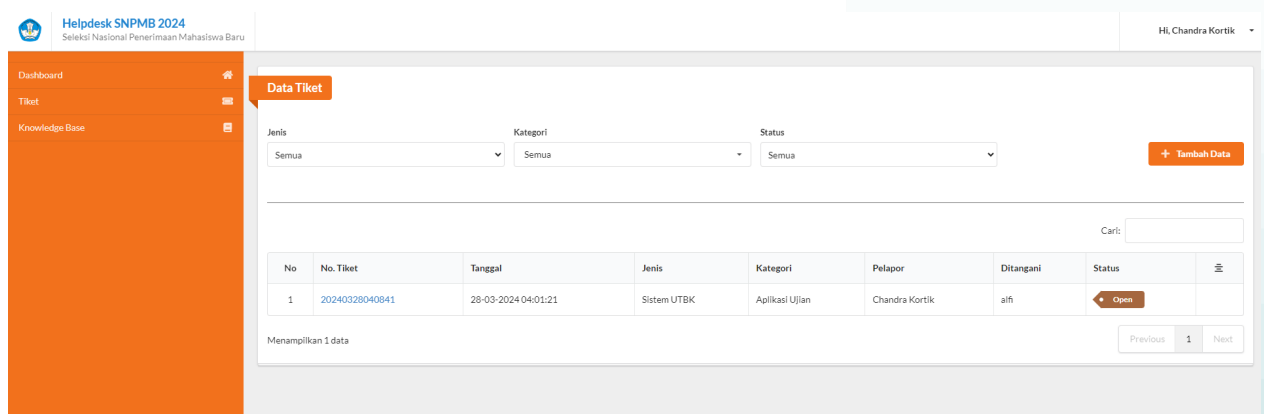 Helpdesk SNPMB 2024
Seleksi Nasional Penerimaan Mahasiswa Baru
Hi, Chandra Kortik
Dashboard
Tiket
Knowledge Base
Data Tiket
Jenis Kategori Status
Semua Semua Semua + Tambah Data
Cari:
No No. Tiket Tanggal Jenis Kategori Pelapor Ditangani Status
1 20240328040841 28-03-2024 04:01:21 Sistem UTBK Aplikasi Ujian Chandra Kortik alfi Open
Menampilkan 1 data
Previous 1 Next